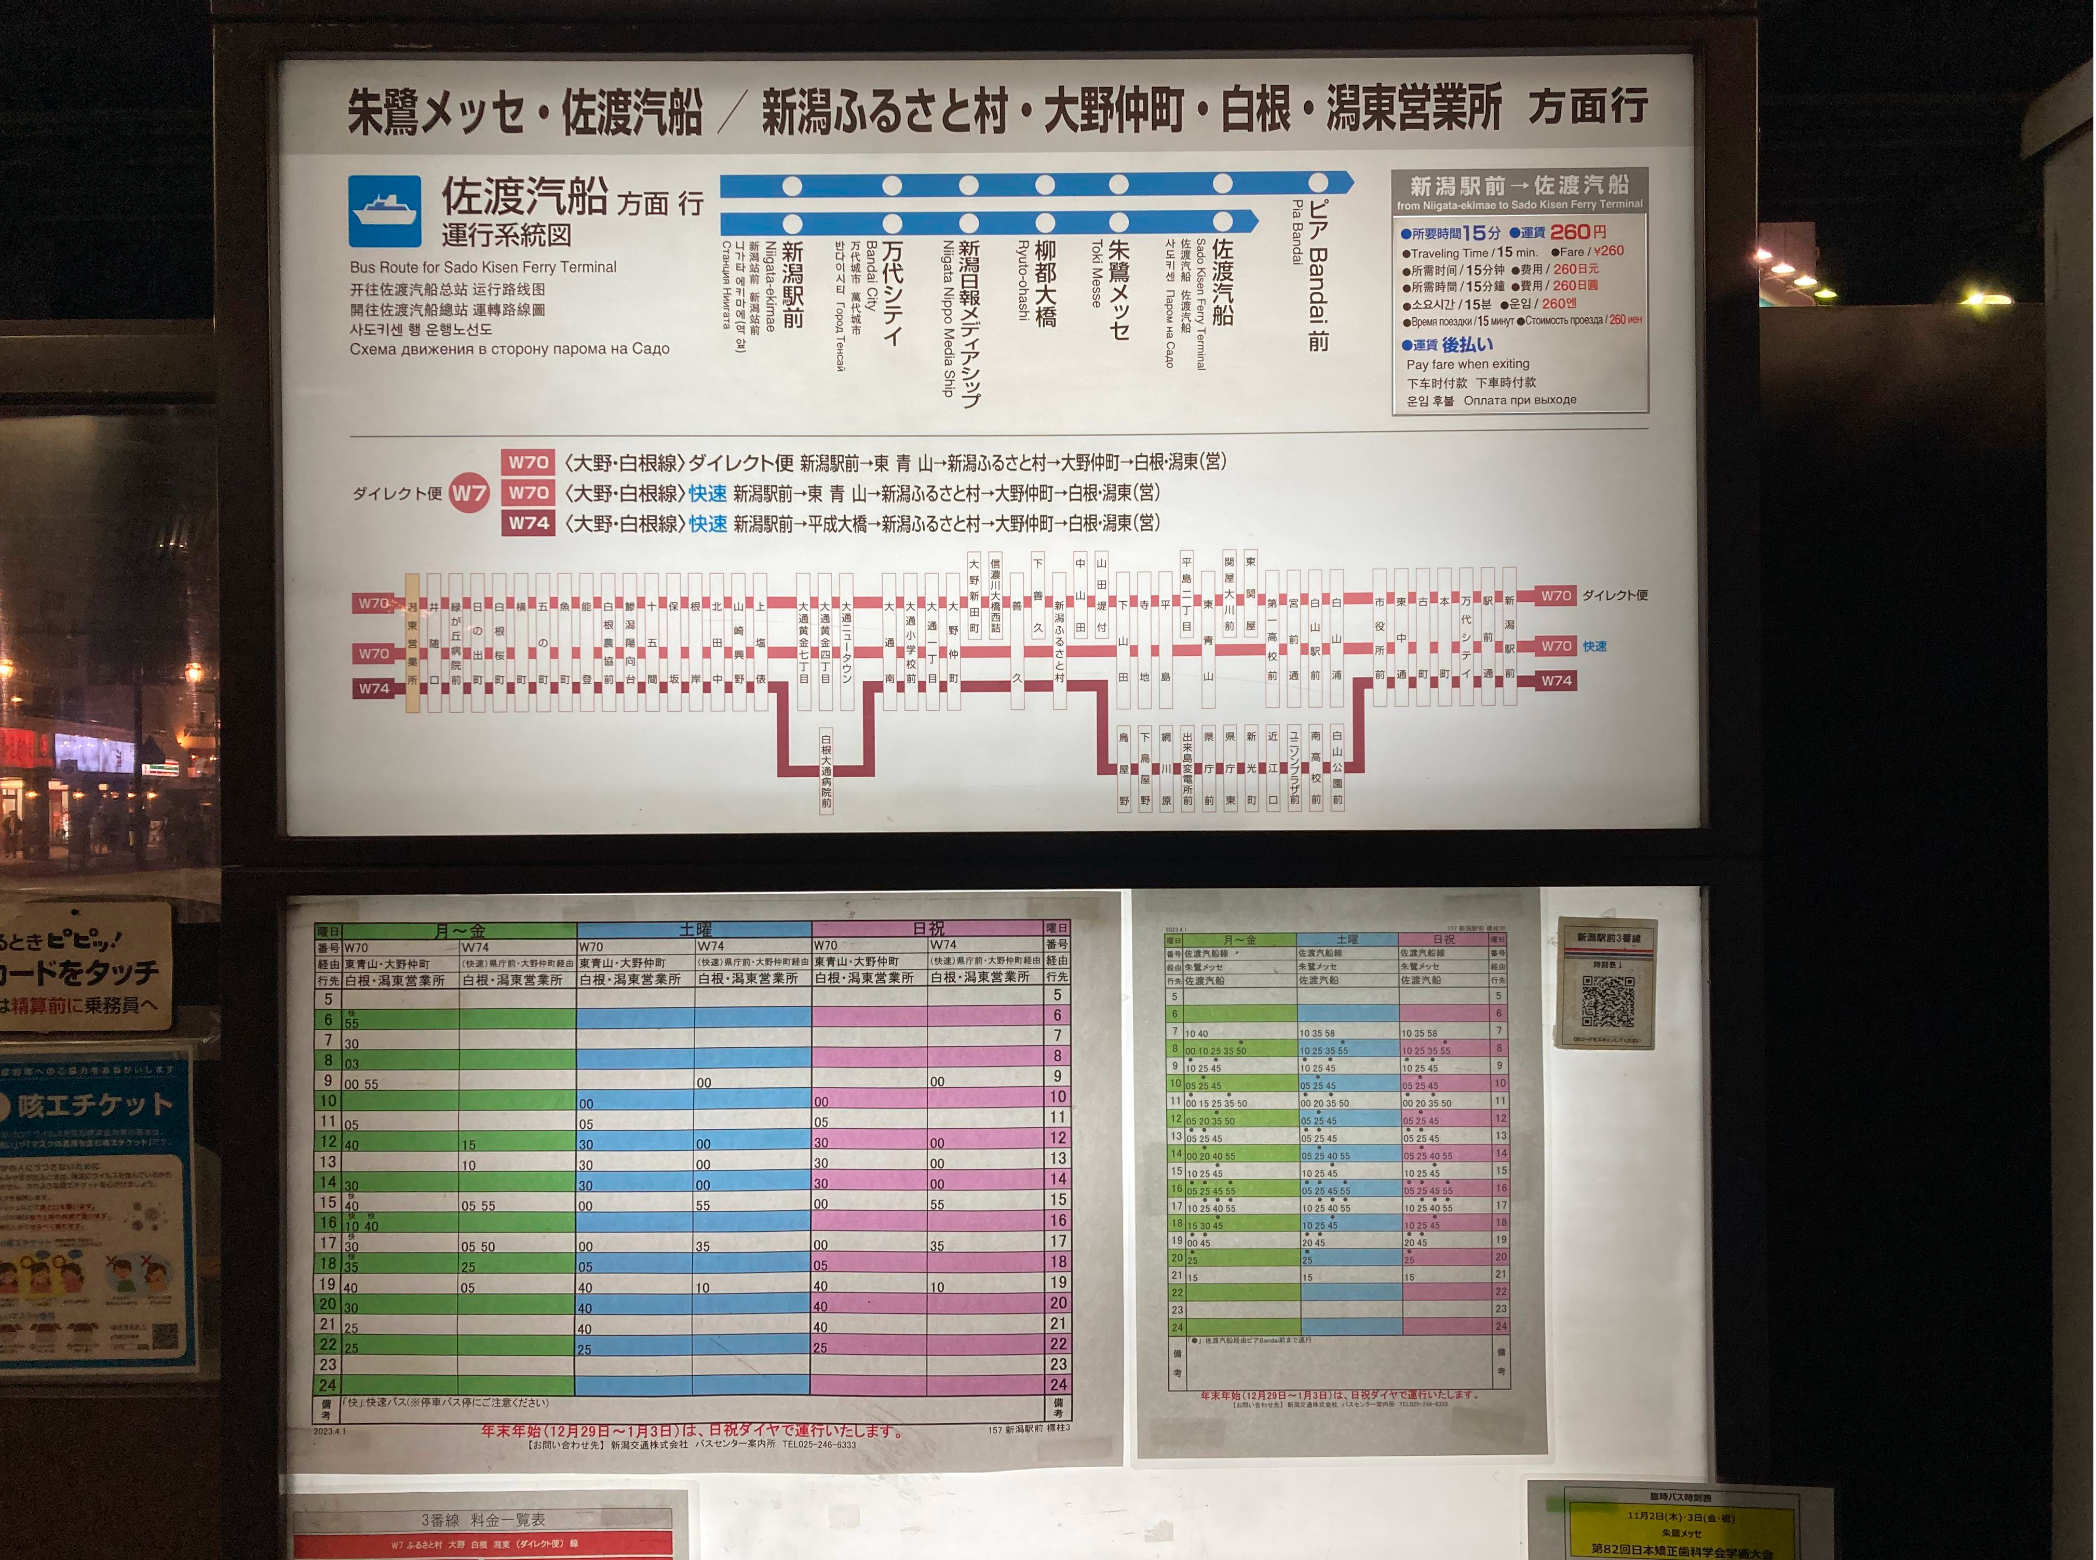 朱鷺メッセ・佐渡汽船 / 新潟ふるさと村・大野仲町・白根・潟東営業所 方面行
佐渡汽船 方面 行
運行系統図
Bus Route for Sado Kisen Ferry Terminal
开往佐渡汽船总站 运行路线图
開往佐渡汽船總站 運轉路線圖
사도키센 행 운행노선도
Схема движения в сторону парома на Садо
新潟駅前
Niigata-ekimae
新潟站前 新潟站前
니가타 에키마에(역 앞)
Станция Ниигата
万代シテイ
Bandai City
万代城市 萬代城市
반다이시티 Город Тенсай
新潟日報メディアシップ
Niigata Nippo Media Ship
柳都大橋
Ryuto-ohashi
朱鷺メッセ
Toki Messe
佐渡汽船
Sado Kisen Ferry Terminal
佐渡汽船 佐渡汽船
사도키센 Паром на Садо
ピア Bandai 前
Pia Bandai
新潟駅前→佐渡汽船
from Niigata-ekimae to Sado Kisen Ferry Terminal
●所要時間15分 ●運賃 260円
●Traveling Time / 15 min. ●Fare / ¥260
●所需时间 / 15分钟 ●费用 / 260日元
●所需時間 / 15分鐘 ●費用 / 260日圓
●소요시간 / 15분 ●운임 / 260엔
●Время поездки / 15 минут ●Стоимость проезда / 260 иен
●運賃 後払い
Pay fare when exiting
下车时付款 下車時付款
운임 후불 Оплата при выходе
ダイレクト便 W7
W70 〈大野・白根線〉ダイレクト便 新潟駅前→東 青 山→新潟ふるさと村→大野仲町→白根・潟東(営)
W70 〈大野・白根線〉快速 新潟駅前→東 青 山→新潟ふるさと村→大野仲町→白根・潟東(営)
W74 〈大野・白根線〉快速 新潟駅前→平成大橋→新潟ふるさと村→大野仲町→白根・潟東(営)
W70
W70
W74
潟東営業所
井随口
緑が丘病院前
日の出町
白根桜町
横町
五の町
魚町
能登
白根農協前
鯵潟陽向台
十五間
保坂
根岸
北田中
山崎興野
上塩俵
大通黄金七丁目
大通黄金四丁目
大通ニュータウン
大通南
大通小学校前
大通一丁目
大野仲町
大野新田町
信濃川大橋西詰
善久
下善久
新潟ふるさと村
中山田
山田堤付
下山田
寺地
平島
平島二丁目
東青山
関屋大川前
東関屋
第一高校前
宮前通
白山駅前
白山浦
市役所前
東中通
古町
本町
万代シテイ
駅前通
新潟駅前
W70 ダイレクト便
W70 快速
W74
白根大通病院前
鳥屋野
下鳥屋野
網川原
出来島変電所前
県庁前
県庁東
新光町
近江口
ユニゾンプラザ前
南高校前
白山公園前
曜日 月～金 土曜 日祝 曜日
番号 W70 W74 W70 W74 W70 W74 番号
経由 東青山・大野仲町 (快速)県庁前・大野仲町経由 東青山・大野仲町 (快速)県庁前・大野仲町経由 東青山・大野仲町 (快速)県庁前・大野仲町経由 経由
行先 白根・潟東営業所 白根・潟東営業所 白根・潟東営業所 白根・潟東営業所 白根・潟東営業所 白根・潟東営業所 行先
5 5
6 快55 6
7 30 7
8 03 8
9 00 55 00 00 9
10 00 00 10
11 05 05 05 11
12 40 15 30 00 30 00 12
13 10 30 00 30 00 13
14 30 30 00 30 00 14
15 快40 05 55 00 55 00 55 15
16 快10 快40 16
17 快30 05 50 00 35 00 35 17
18 快35 25 05 05 18
19 40 05 40 10 40 10 19
20 30 40 40 20
21 25 40 40 21
22 25 25 25 22
23 23
24 24
備考 「快」快速バス(※停車バス停にご注意ください) 備考
2023.4.1 年末年始(12月29日～1月3日)は、日祝ダイヤで運行いたします。 157 新潟駅前 標柱3
【お問い合わせ先】 新潟交通株式会社 バスセンター案内所 TEL025-246-6333
2023.4.1
曜日 月～金 土曜 日祝 曜日
番号 佐渡汽船線 佐渡汽船線 佐渡汽船線 番号
経由 朱鷺メッセ 朱鷺メッセ 朱鷺メッセ 経由
行先 佐渡汽船 佐渡汽船 佐渡汽船 行先
5 5
6 6
7 10 40 10 35 58 10 35 58 7
8 00 10 25 35 50 10 25 35 55 10 25 35 55 8
9 10 25 45 10 25 45 10 25 45 9
10 05 25 45 05 25 45 05 25 45 10
11 00 15 25 35 50 00 20 35 50 00 20 35 50 11
12 05 20 35 50 05 25 45 05 25 45 12
13 05 25 45 05 25 45 05 25 45 13
14 00 20 40 55 05 25 40 55 05 25 40 55 14
15 10 25 45 10 25 45 10 25 45 15
16 05 25 45 55 05 25 45 55 05 25 45 55 16
17 10 25 40 55 10 25 40 55 10 25 40 55 17
18 15 30 45 10 25 45 10 25 45 18
19 00 45 20 45 20 45 19
20 25 25 25 20
21 15 15 15 21
22 22
23 23
24 24
備考 「●」佐渡汽船経由ピアBandai前まで運行 備考
年末年始(12月29日～1月3日)は、日祝ダイヤで運行いたします。
【お問い合わせ先】 新潟交通株式会社 バスセンター案内所 TEL025-246-6333
新潟駅前3番線
時刻表↓
るときピピッ!
カードをタッチ
は精算前に乗務員へ
咳エチケット
3番線 料金一覧表
W7 ふるさと村 大野 白根 潟東 (ダイレクト便) 線
臨時バス時刻表
11月2日(木)・3日(金・祝)
朱鷺メッセ
第82回日本矯正歯科学会学術大会